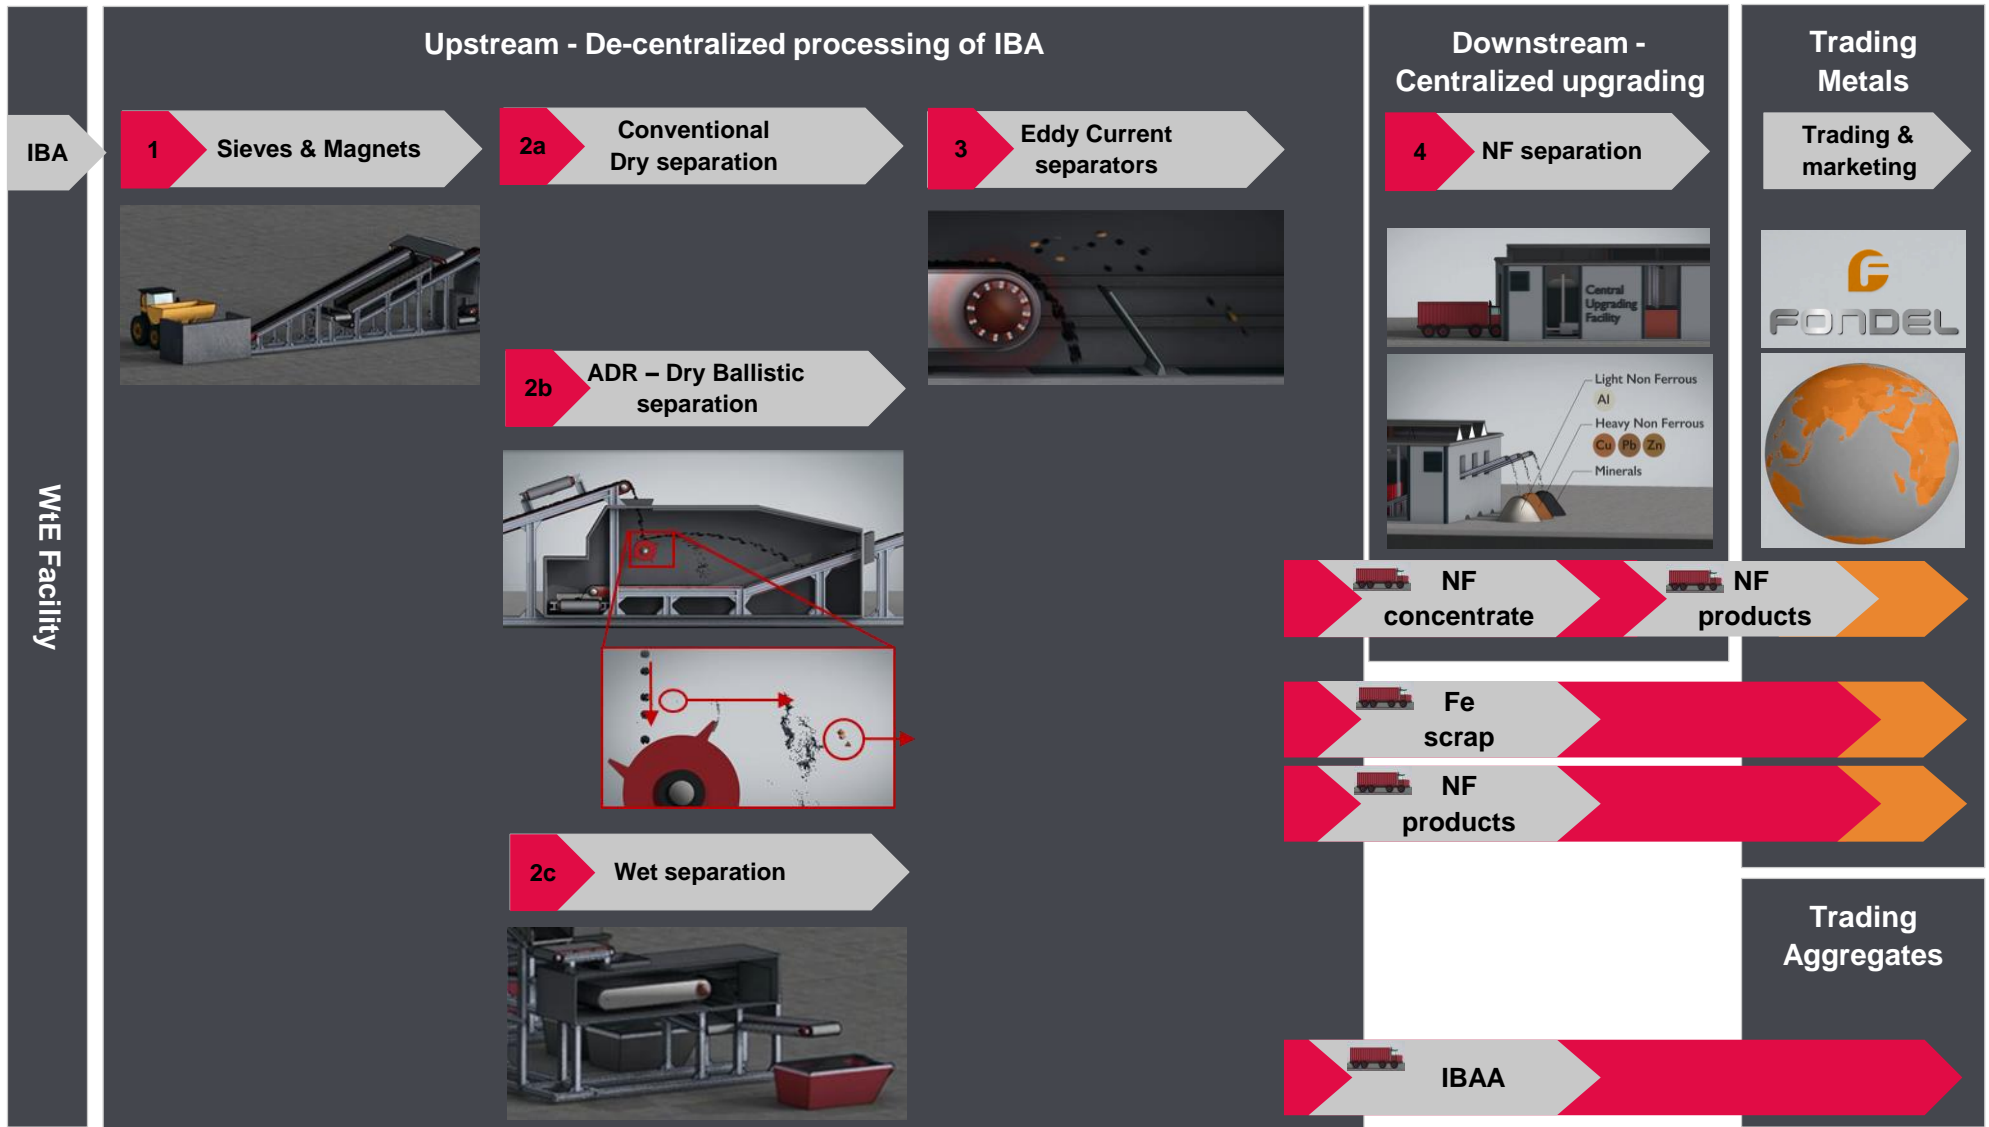 IBA
WtE Facility
Upstream - De-centralized processing of IBA
1
Sieves & Magnets
2a
Conventional
Dry separation
2b
ADR – Dry Ballistic
separation
2c
Wet separation
3
Eddy Current
separators
Downstream -
Centralized upgrading
4
NF separation
Central
Upgrading
Facility
Light Non Ferrous
Al
Heavy Non Ferrous
Cu Pb Zn
Minerals
Trading
Metals
Trading &
marketing
FONDEL
NF
concentrate
NF
products
Fe
scrap
NF
products
Trading
Aggregates
IBAA